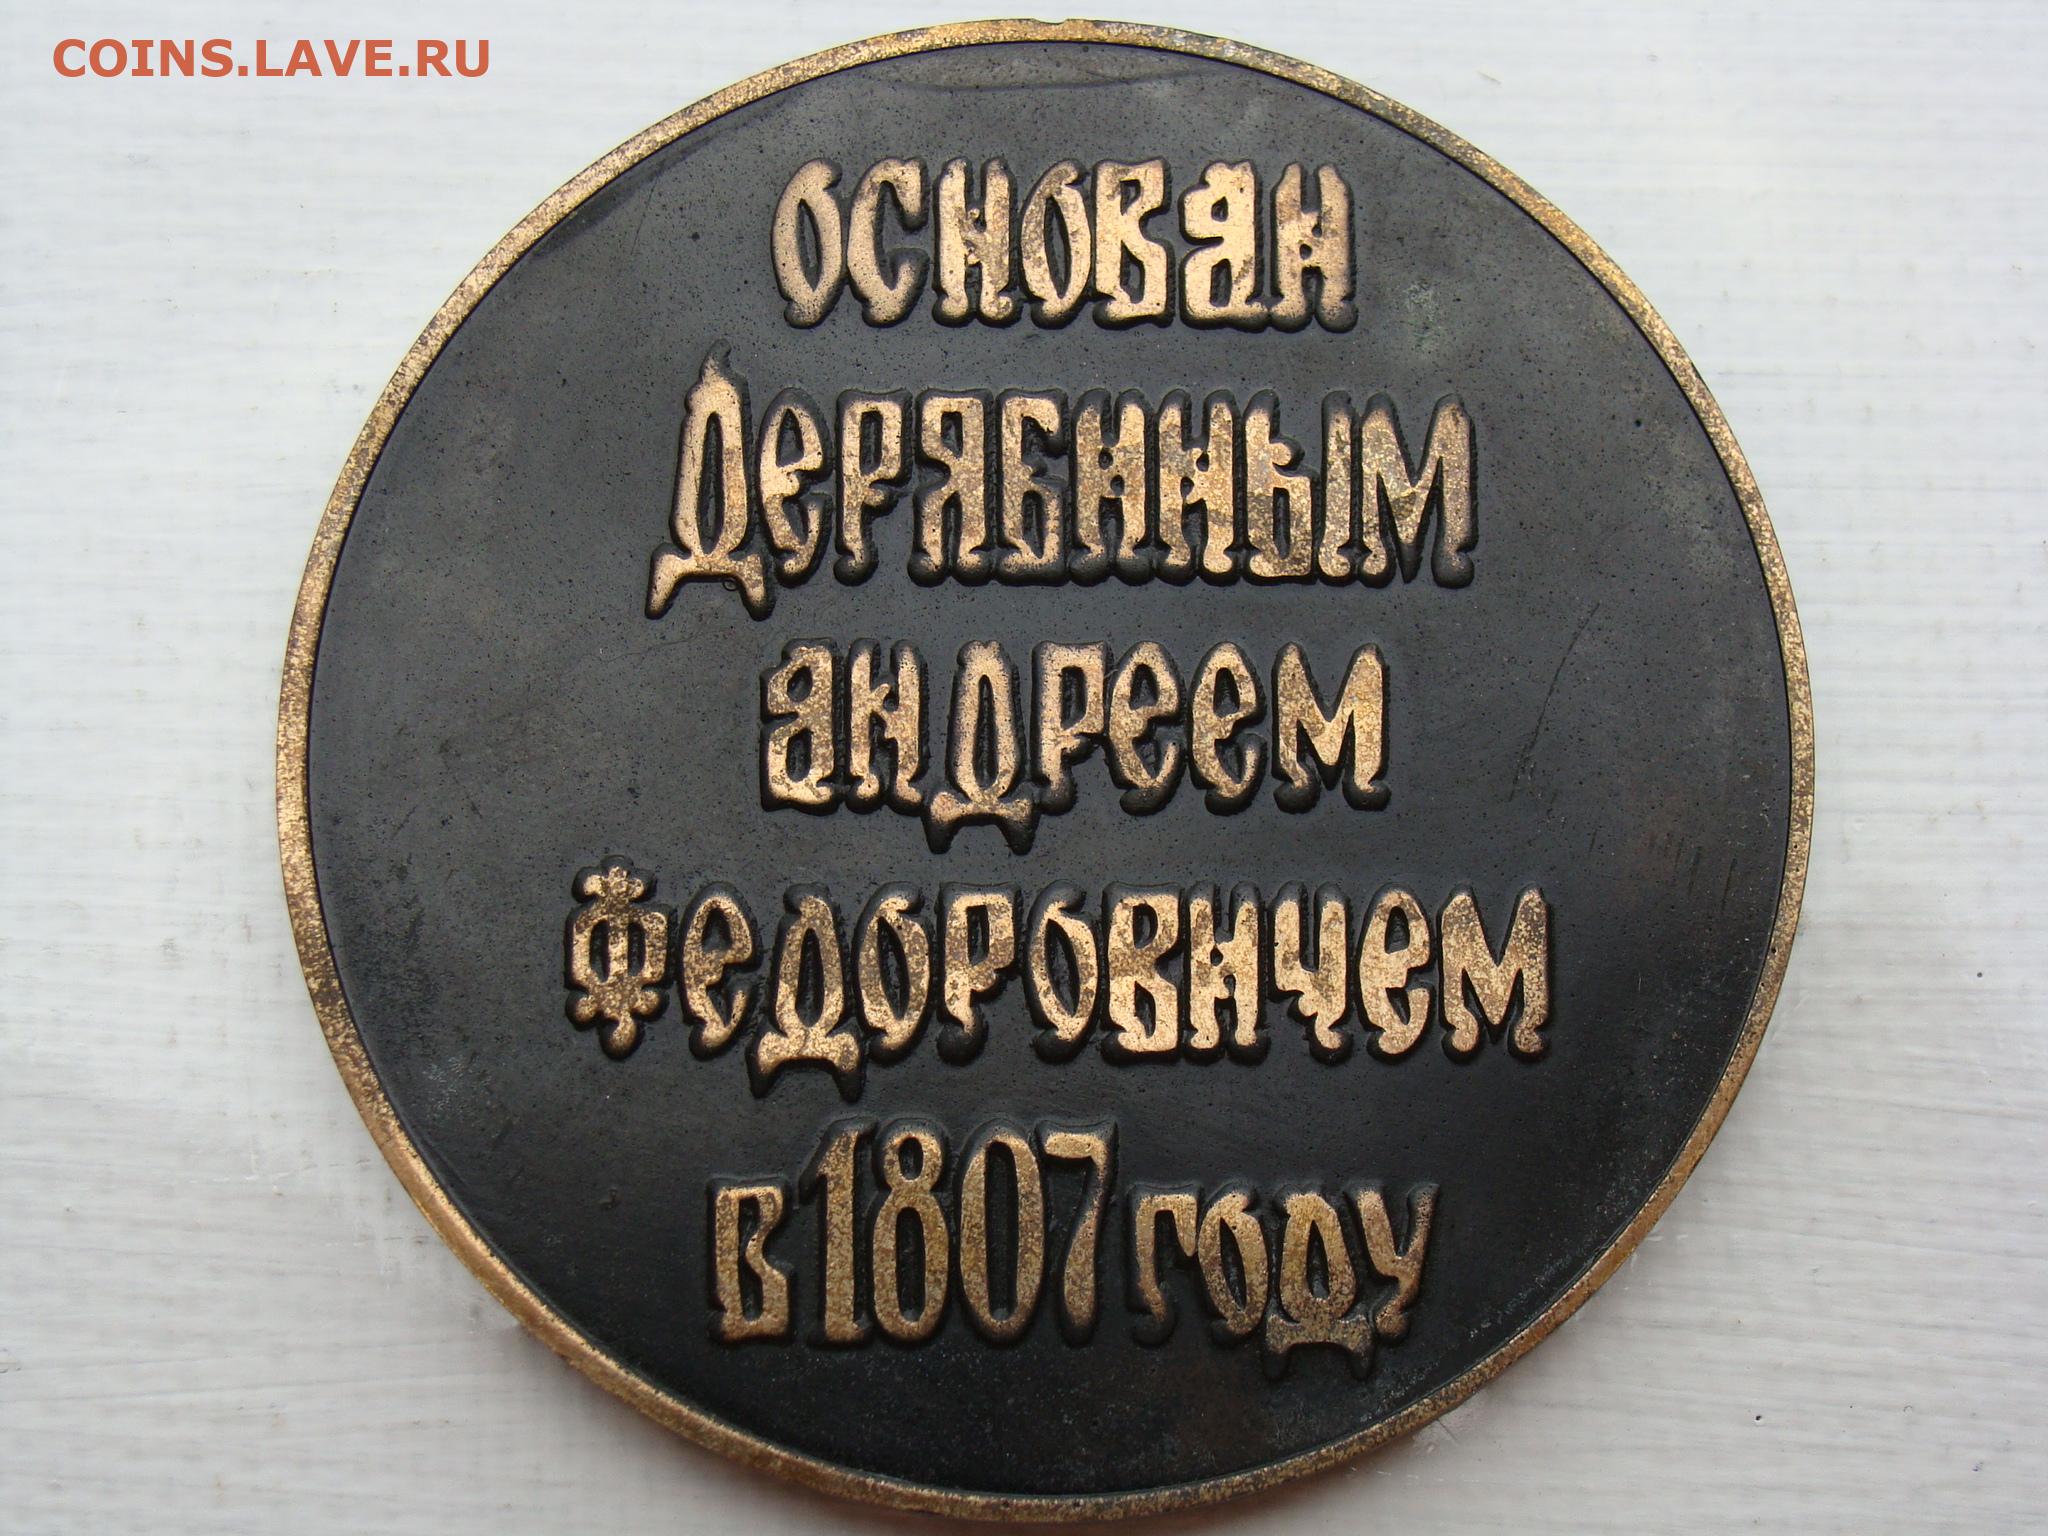 COINS.LAVE.RU
ОСНОВАН
ДЕРЯБИНЫМ
АНДРЕЕМ
ФЕДОРОВИЧЕМ
В 1807 ГОДУ